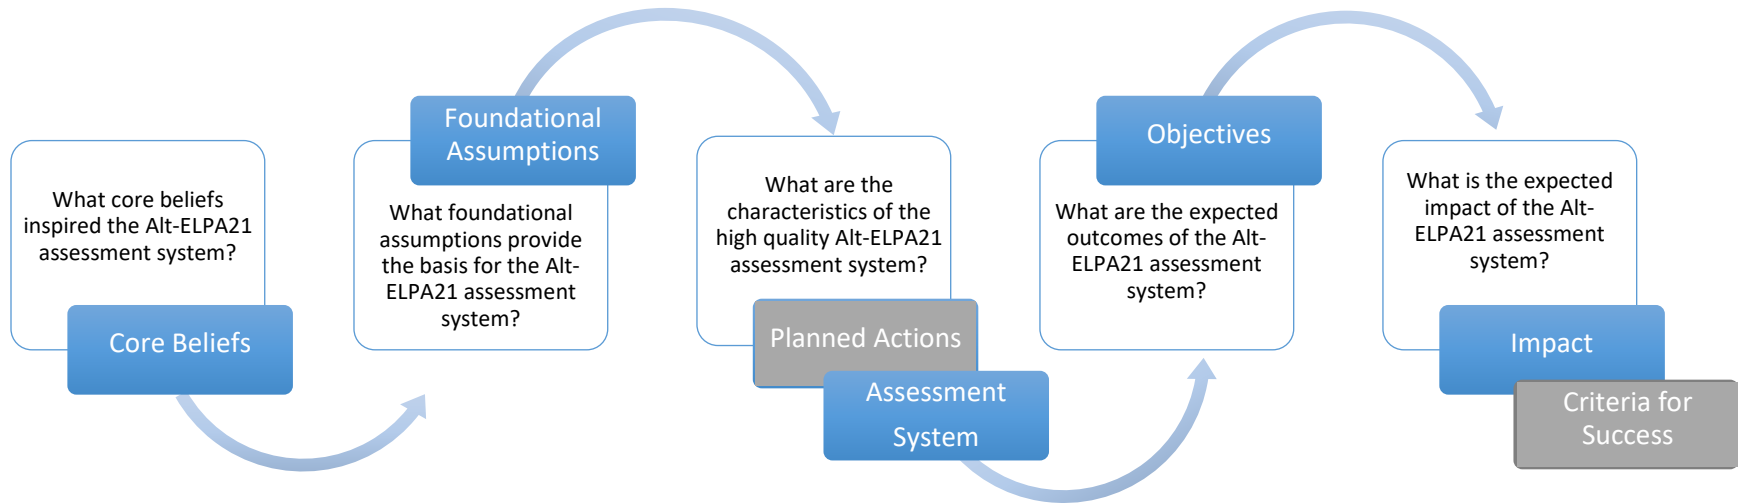 What core beliefs
inspired the Alt-ELPA21
assessment system?
Core Beliefs
Foundational
Assumptions
What foundational
assumptions provide
the basis for the Alt-
ELPA21 assessment
system?
What are the
characteristics of the
high quality Alt-ELPA21
assessment system?
Planned Actions
Assessment
System
Objectives
What are the expected
outcomes of the Alt-
ELPA21 assessment
system?
What is the expected
impact of the Alt-
ELPA21 assessment
system?
Impact
Criteria for
Success